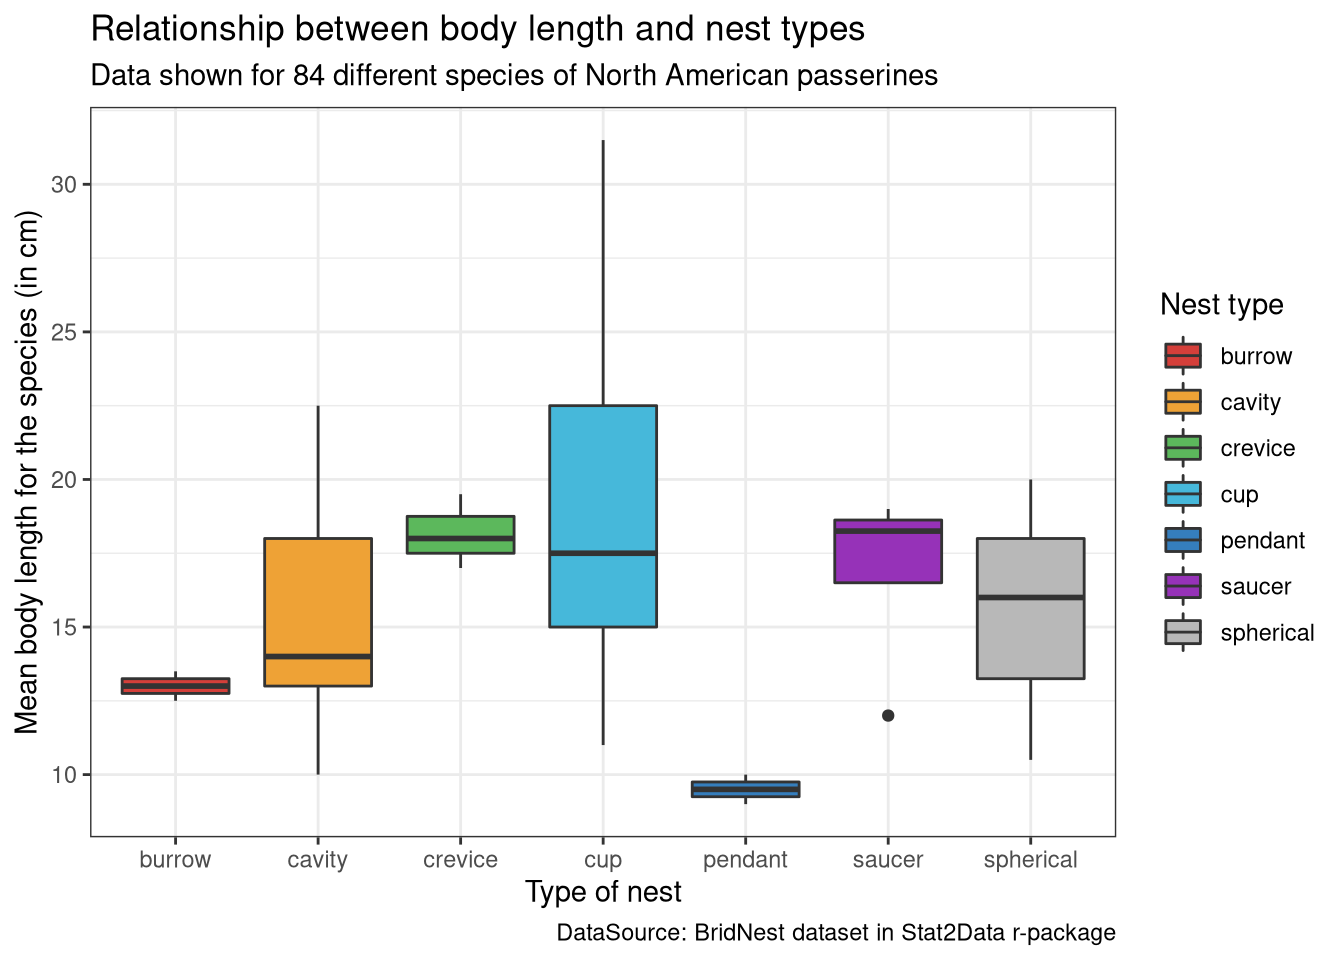 Relationship between body length and nest types
Data shown for 84 different species of North American passerines
Mean body length for the species (in cm)
30
25
20
15
10
burrow
cavity
crevice
cup
pendant
saucer
spherical
Type of nest
Nest type
burrow
cavity
crevice
cup
pendant
saucer
spherical
DataSource: BridNest dataset in Stat2Data r-package